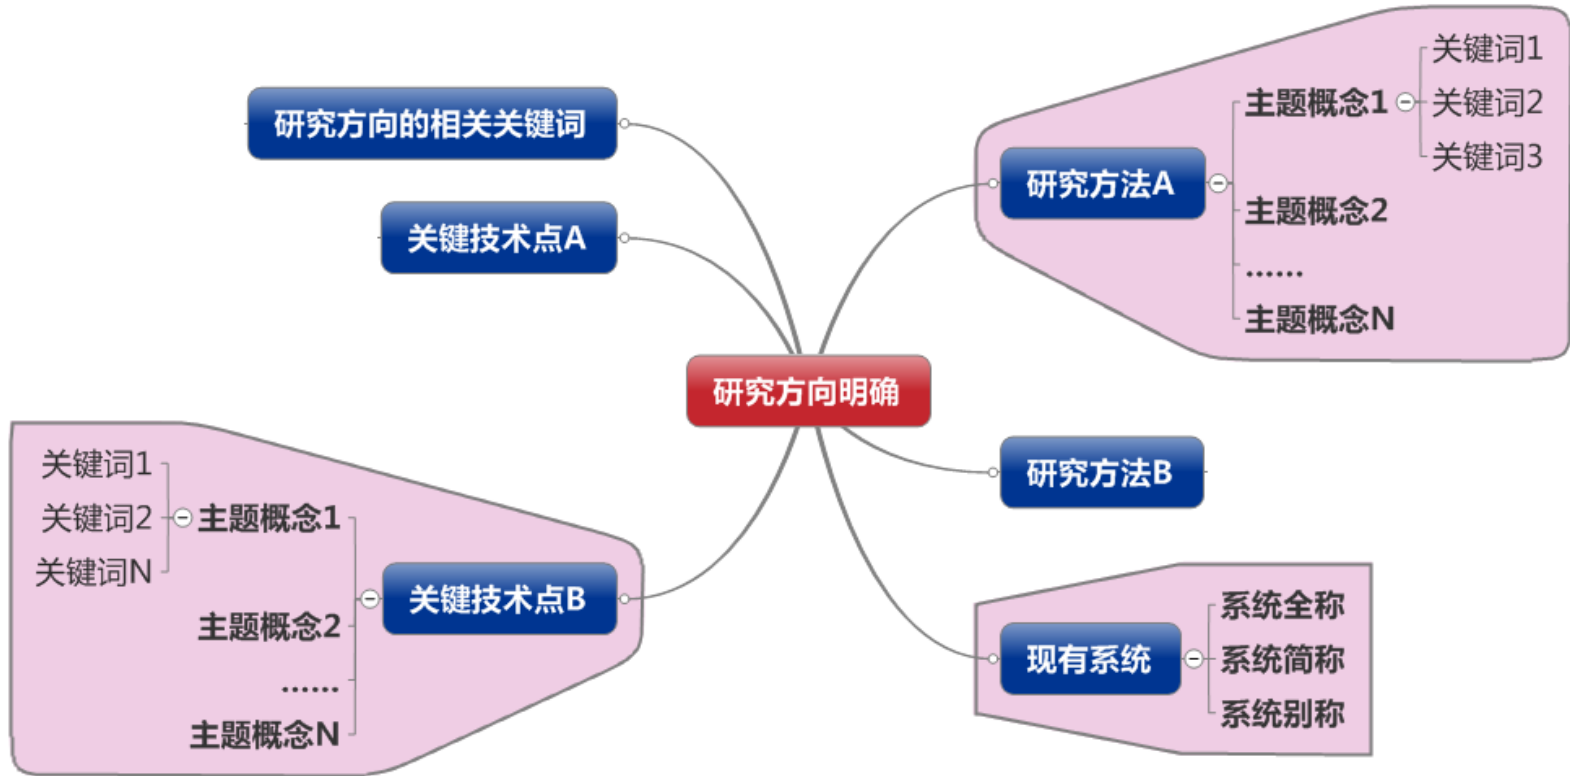 研究方向明确
研究方法A
主题概念1
关键词1
关键词2
关键词3
主题概念2
......
主题概念N
研究方法B
现有系统
系统全称
系统简称
系统别称
研究方向的相关关键词
关键技术点A
关键技术点B
主题概念1
关键词1
关键词2
关键词N
主题概念2
......
主题概念N